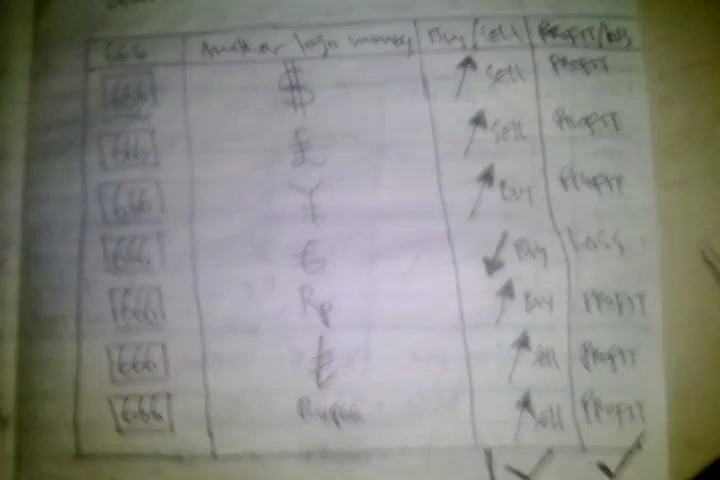 666 Another logo money Buy/Sell Profit/loss
666 $ Sell PROFIT
666 £ Sell PROFIT
666 ¥ Buy PROFIT
666 € Buy LOSS
666 Rp Buy PROFIT
666 Sell PROFIT
666 Rupee Sell PROFIT